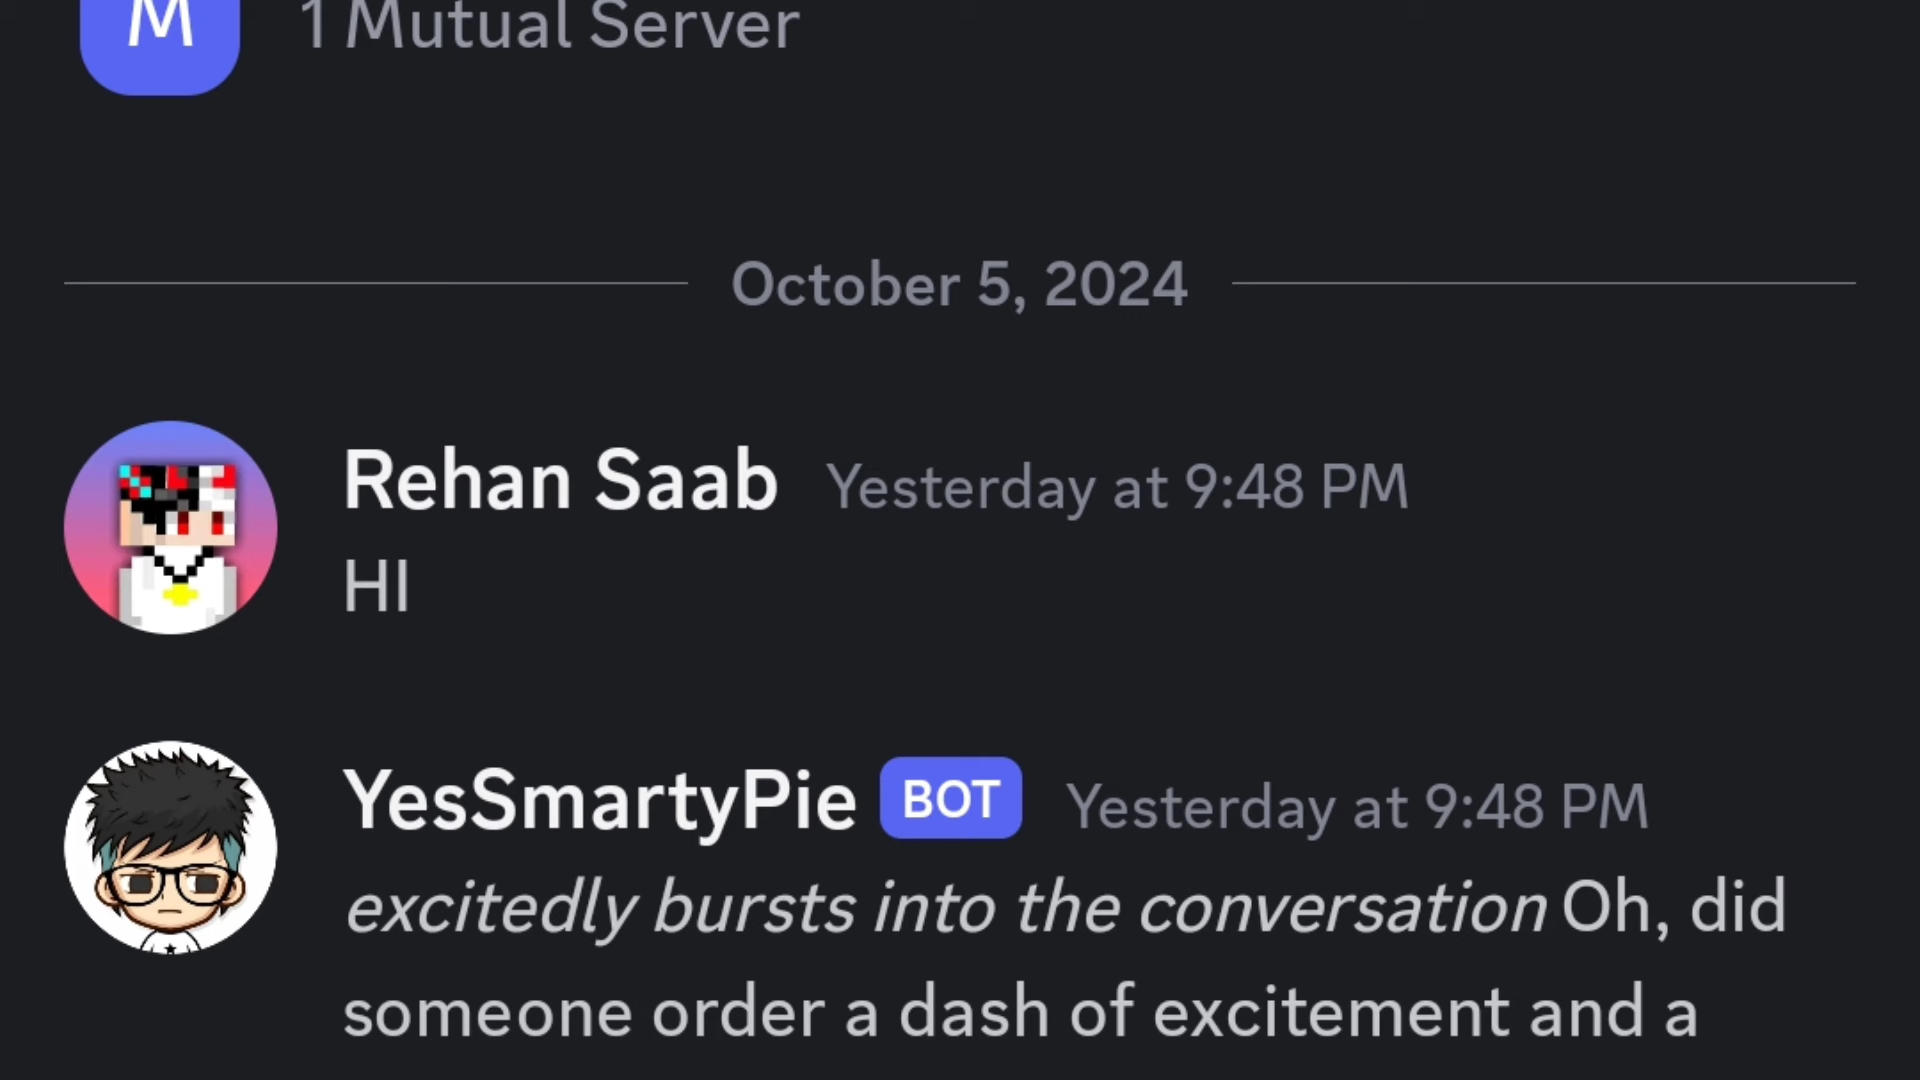 M
1 Mutual Server
October 5, 2024
Rehan Saab Yesterday at 9:48 PM
HI
YesSmartyPie BOT Yesterday at 9:48 PM
excitedly bursts into the conversation Oh, did
someone order a dash of excitement and a